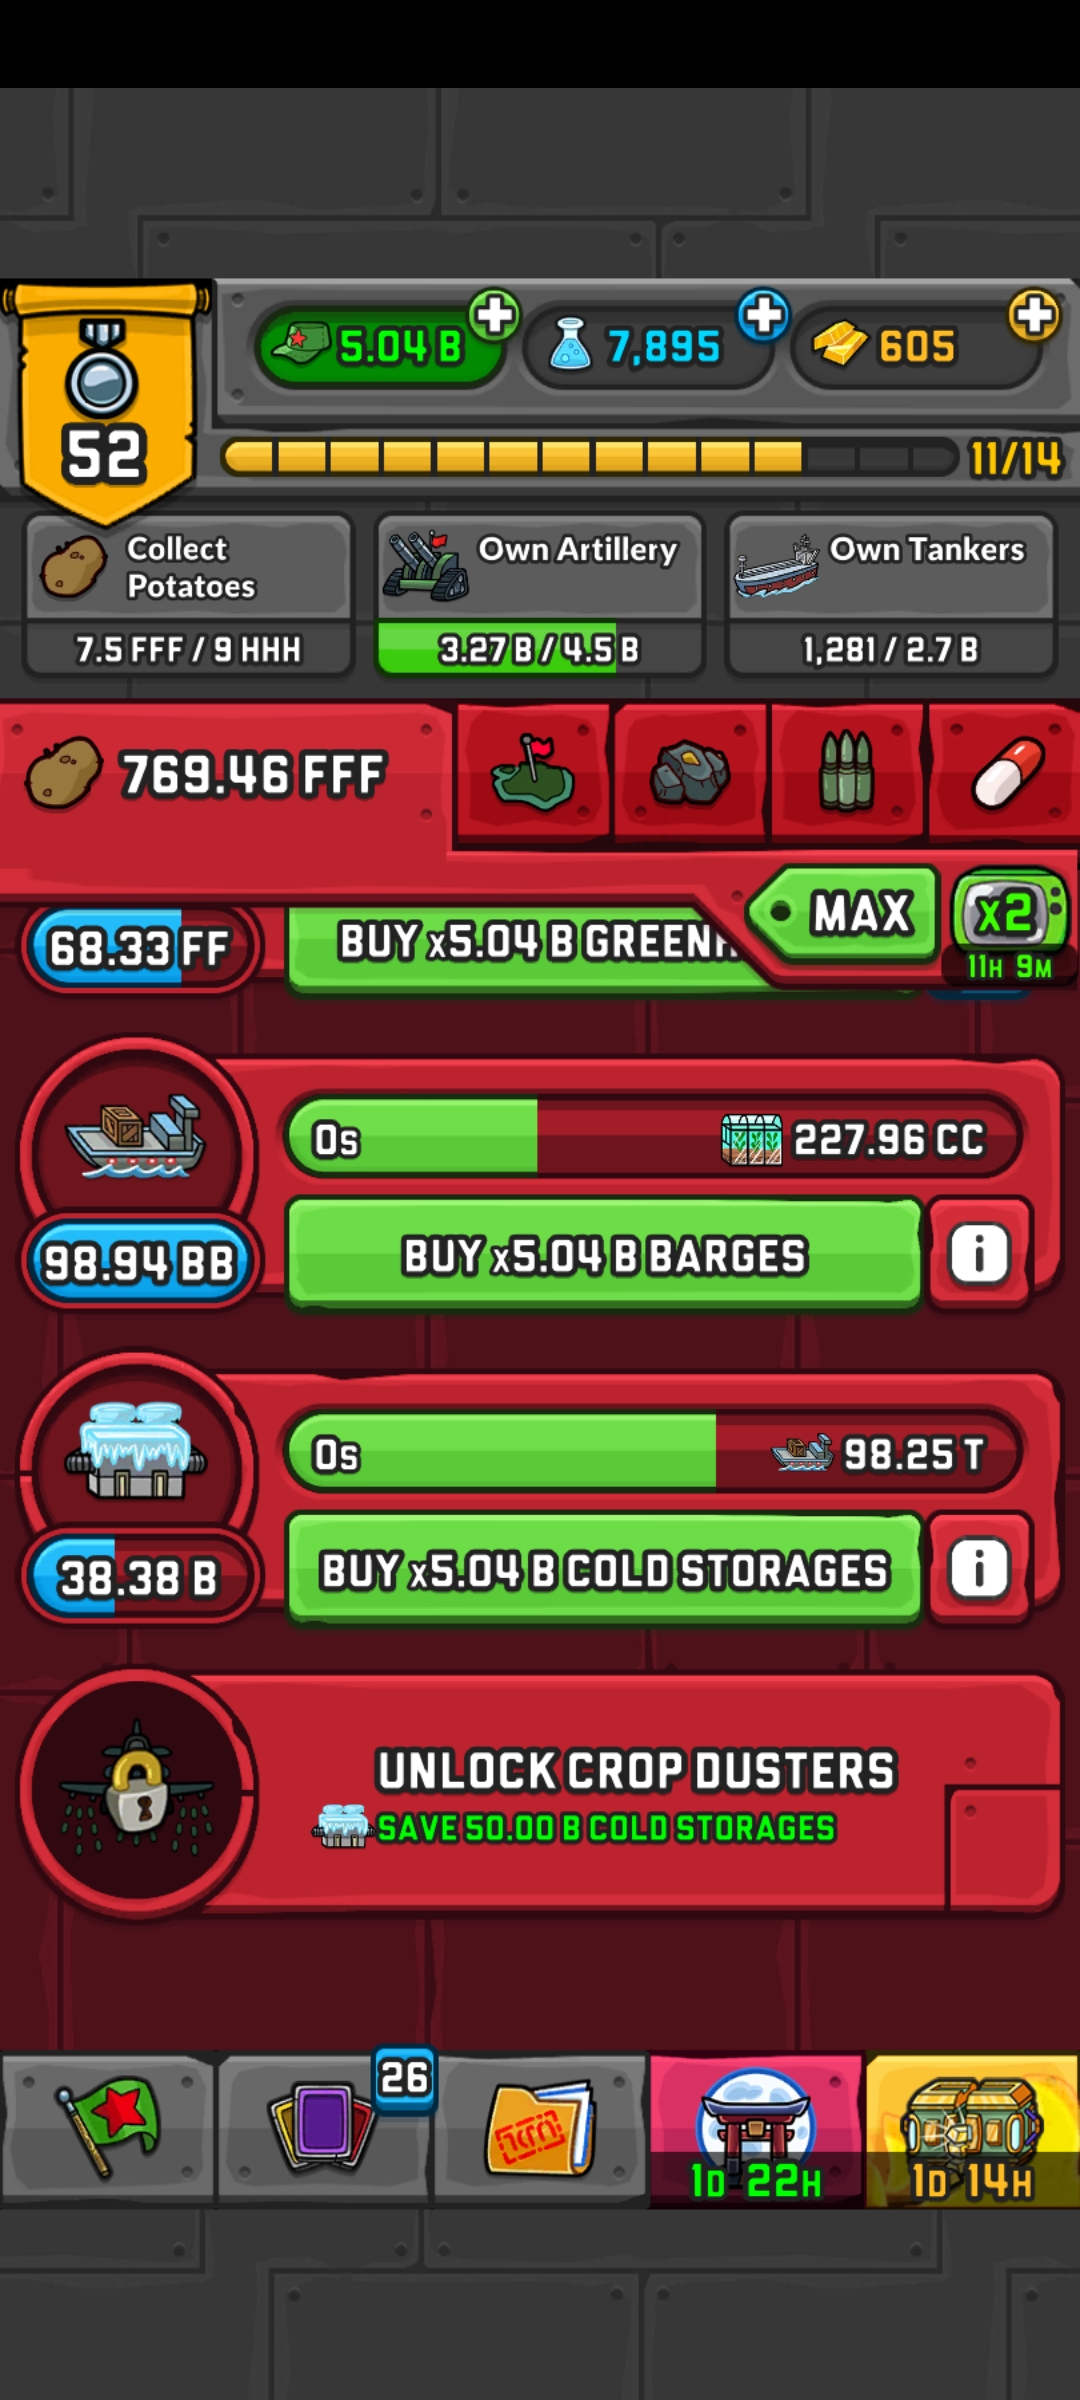 5.04 B
7,895
605
52
11/14
Collect
Potatoes
7.5 FFF / 9 HHH
Own Artillery
3.27 B / 4.5 B
Own Tankers
1,281 / 2.7 B
769.46 FFF
MAX
x2
11H 9M
68.33 FF
BUY x5.04 B
0s
227.96 CC
98.94 BB
BUY x5.04 B BARGES
i
0s
98.25 T
38.38 B
BUY x5.04 B COLD STORAGES
i
UNLOCK CROP DUSTERS
SAVE 50.00 B COLD STORAGES
26
1D 22H
1D 14H